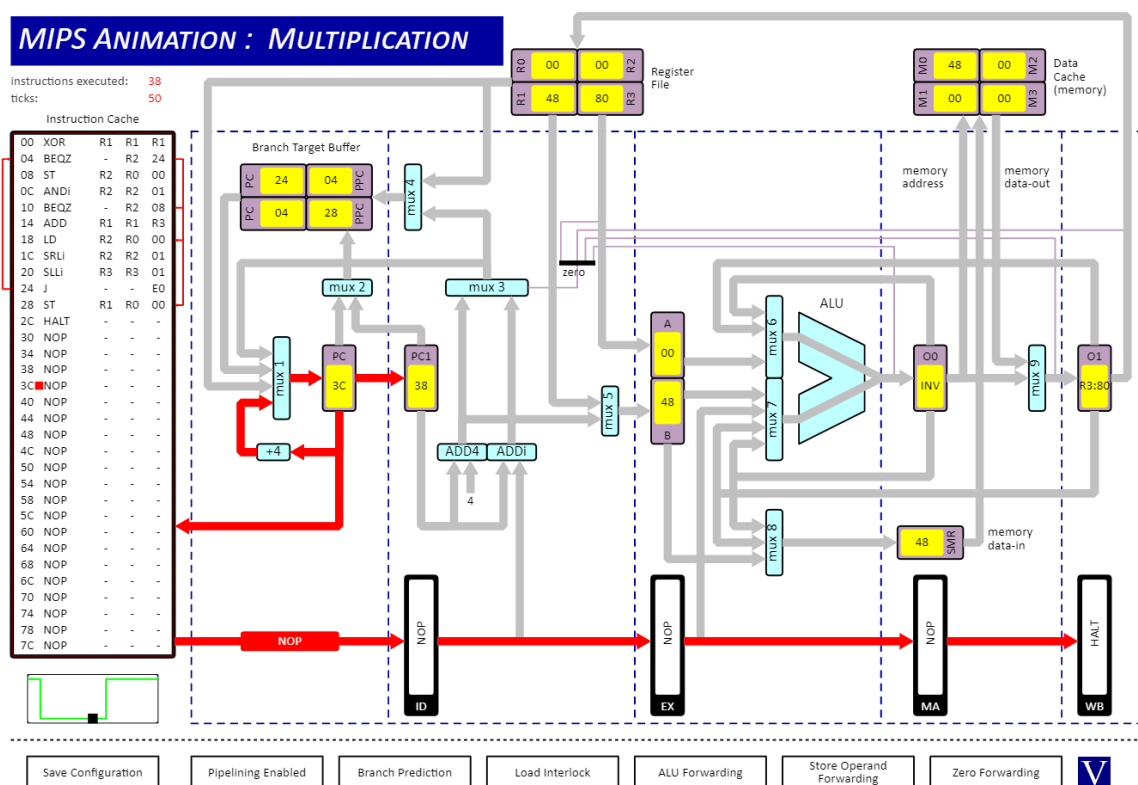 MIPS ANIMATION : MULTIPLICATION
instructions executed: 38
ticks: 50
Instruction Cache
00 XOR R1 R1 R1
04 BEQZ - R2 24
08 ST R2 R0 00
0C ANDi R2 R2 01
10 BEQZ - R2 08
14 ADD R1 R1 R3
18 LD R2 R0 00
1C SRLi R2 R2 01
20 SLLi R3 R3 01
24 J - - E0
28 ST R1 R0 00
2C HALT - - -
30 NOP - - -
34 NOP - - -
38 NOP - - -
3C NOP - - -
40 NOP - - -
44 NOP - - -
48 NOP - - -
4C NOP - - -
50 NOP - - -
54 NOP - - -
58 NOP - - -
5C NOP - - -
60 NOP - - -
64 NOP - - -
68 NOP - - -
6C NOP - - -
70 NOP - - -
74 NOP - - -
78 NOP - - -
7C NOP - - -
R0 00 00 R2
R1 48 80 R3
Register
File
M0 48 00 M2
M1 00 00 M3
Data
Cache
(memory)
Branch Target Buffer
PC 24 04 PPC
PC 04 28 PPC
mux 4
memory
address
memory
data-out
zero
mux 2
mux 3
mux 1
PC
3C
PC1
38
+4
ADD4
ADDi
4
mux 5
A
00
48
B
mux 6
ALU
mux 7
mux 8
O0
INV
mux 9
O1
R3:80
48 SMR
memory
data-in
NOP
NOP
ID
NOP
EX
NOP
MA
HALT
WB
Save Configuration
Pipelining Enabled
Branch Prediction
Load Interlock
ALU Forwarding
Store Operand
Forwarding
Zero Forwarding
V